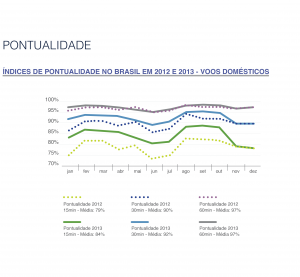 PONTUALIDADE
ÍNDICES DE PONTUALIDADE NO BRASIL EM 2012 E 2013 - VOOS DOMÉSTICOS
100%
95%
90%
85%
80%
75%
70%
jan fev mar abr mai jun jul ago set out nov dez
Pontualidade 2012
15min - Média: 79%
Pontualidade 2012
30min - Média: 90%
Pontualidade 2012
60min - Média: 97%
Pontualidade 2013
15min - Média: 84%
Pontualidade 2013
30min - Média: 92%
Pontualidade 2013
60min - Média: 97%